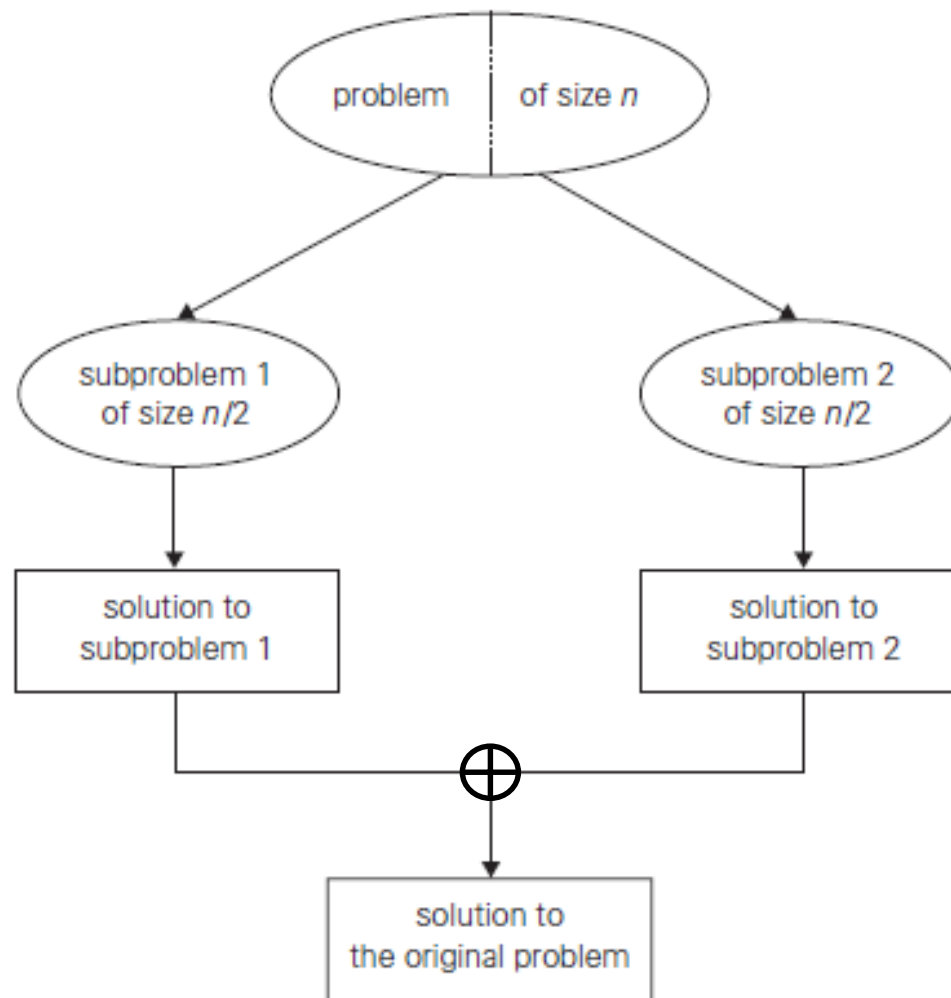 problem of size n
subproblem 1
of size n/2
subproblem 2
of size n/2
solution to
subproblem 1
solution to
subproblem 2
solution to
the original problem